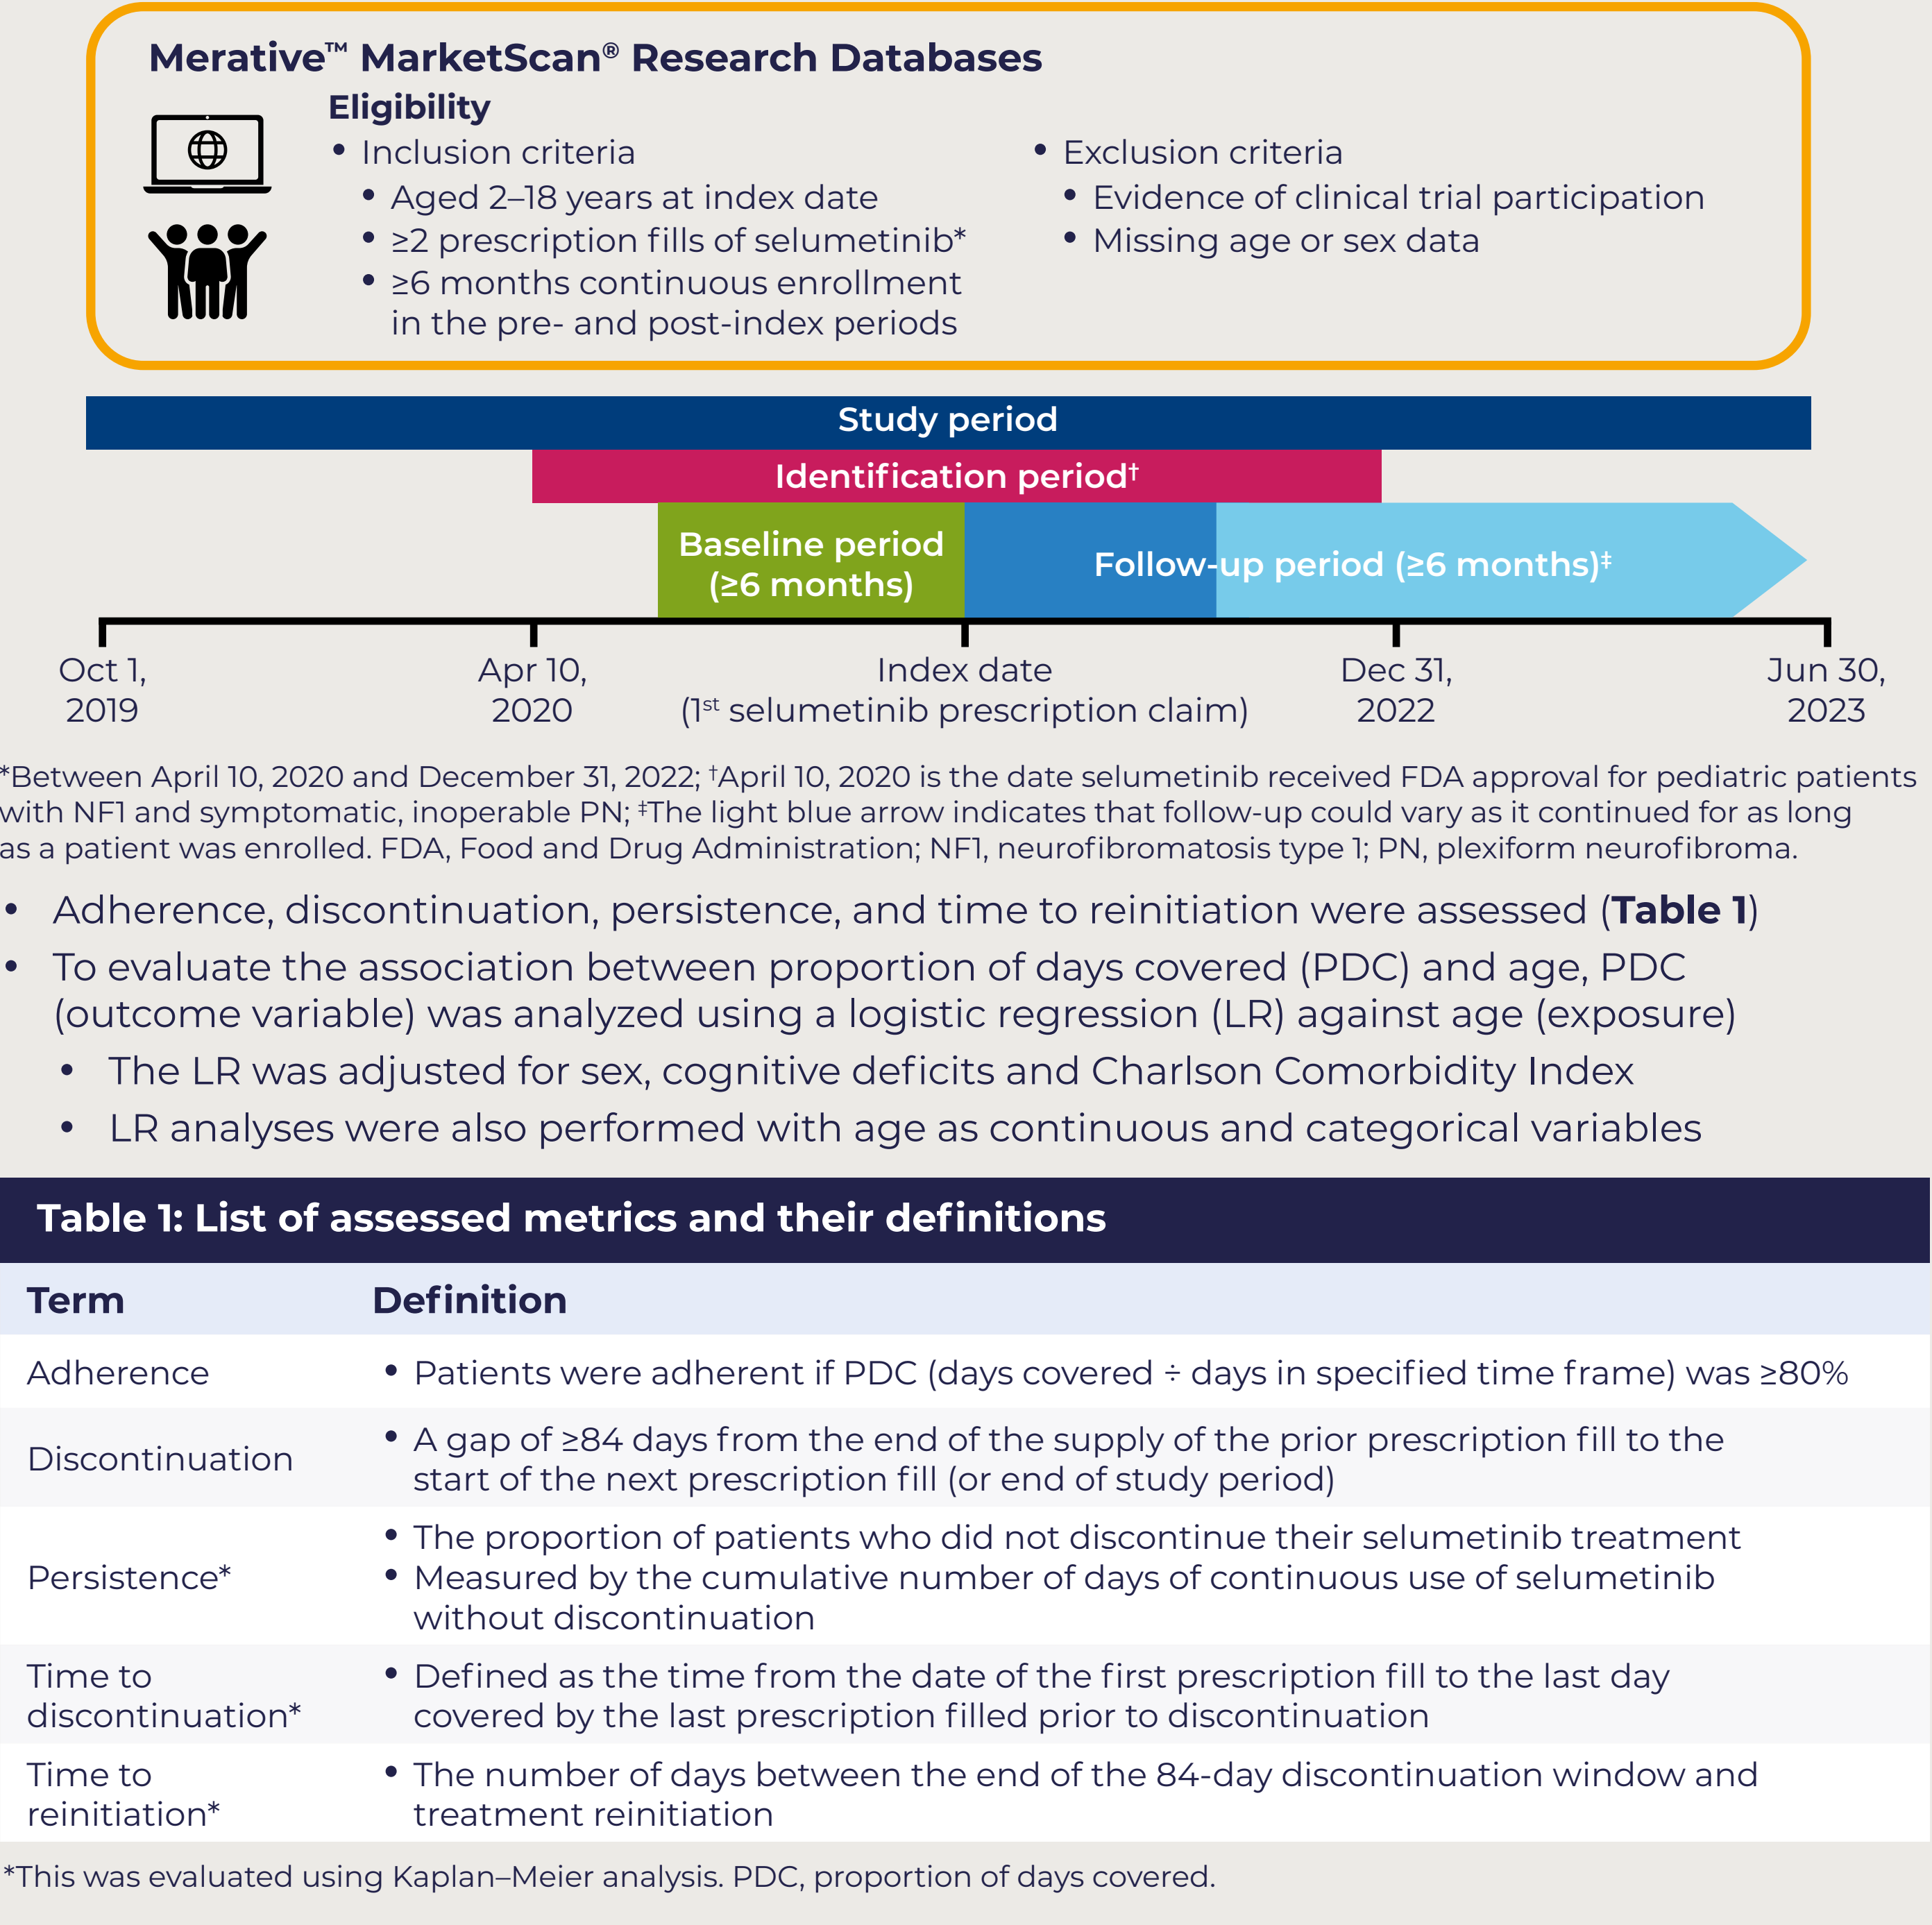 Merative™ MarketScan® Research Databases
Eligibility
• Inclusion criteria
• Aged 2–18 years at index date
• ≥2 prescription fills of selumetinib*
• ≥6 months continuous enrollment
in the pre- and post-index periods
• Exclusion criteria
• Evidence of clinical trial participation
• Missing age or sex data
Study period
Identification period†
Baseline period
(≥6 months)
Follow-up period (≥6 months)‡
Oct 1,
2019
Apr 10,
2020
Index date
(1st selumetinib prescription claim)
Dec 31,
2022
Jun 30,
2023
*Between April 10, 2020 and December 31, 2022; †April 10, 2020 is the date selumetinib received FDA approval for pediatric patients
with NF1 and symptomatic, inoperable PN; ‡The light blue arrow indicates that follow-up could vary as it continued for as long
as a patient was enrolled. FDA, Food and Drug Administration; NF1, neurofibromatosis type 1; PN, plexiform neurofibroma.
• Adherence, discontinuation, persistence, and time to reinitiation were assessed (Table 1)
• To evaluate the association between proportion of days covered (PDC) and age, PDC
(outcome variable) was analyzed using a logistic regression (LR) against age (exposure)
• The LR was adjusted for sex, cognitive deficits and Charlson Comorbidity Index
• LR analyses were also performed with age as continuous and categorical variables
Table 1: List of assessed metrics and their definitions
Term Definition
Adherence
• Patients were adherent if PDC (days covered ÷ days in specified time frame) was ≥80%
Discontinuation
• A gap of ≥84 days from the end of the supply of the prior prescription fill to the
start of the next prescription fill (or end of study period)
Persistence*
• The proportion of patients who did not discontinue their selumetinib treatment
• Measured by the cumulative number of days of continuous use of selumetinib
without discontinuation
Time to
discontinuation*
• Defined as the time from the date of the first prescription fill to the last day
covered by the last prescription filled prior to discontinuation
Time to
reinitiation*
• The number of days between the end of the 84-day discontinuation window and
treatment reinitiation
*This was evaluated using Kaplan–Meier analysis. PDC, proportion of days covered.